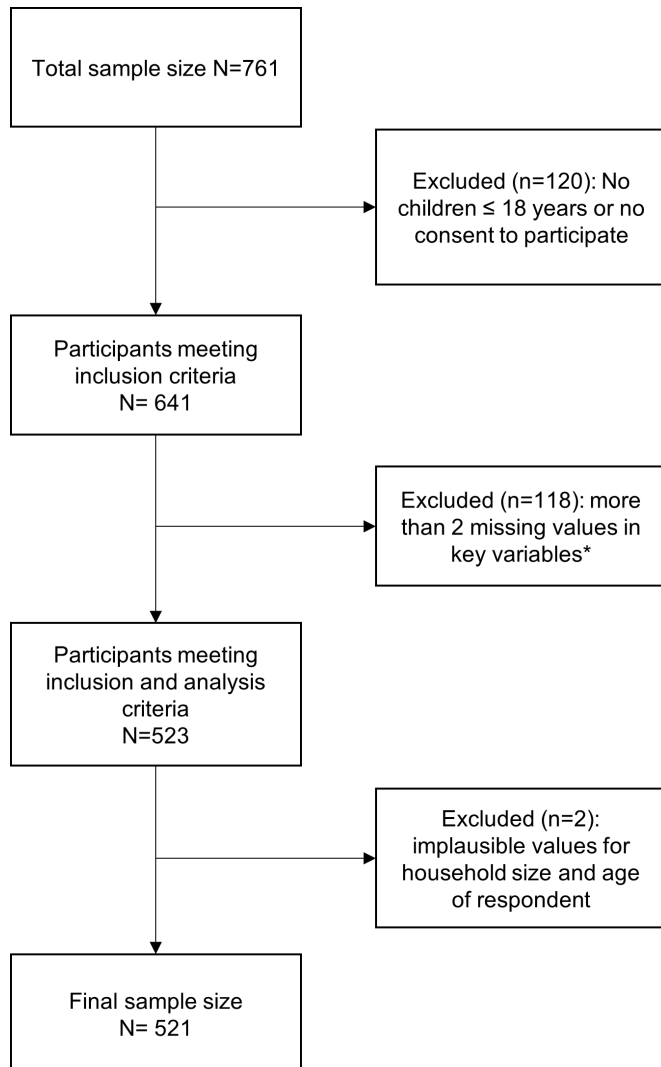 Total sample size N=761
Excluded (n=120): No
children ≤ 18 years or no
consent to participate
Participants meeting
inclusion criteria
N= 641
Excluded (n=118): more
than 2 missing values in
key variables*
Participants meeting
inclusion and analysis
criteria
N=523
Excluded (n=2):
implausible values for
household size and age
of respondent
Final sample size
N= 521